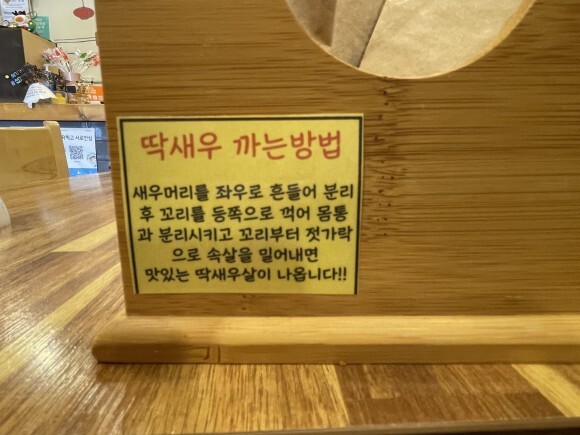 딱새우 까는방법
새우머리를 좌우로 흔들어 분리
후 꼬리를 등쪽으로 꺽어 몸통
과 분리시키고 꼬리부터 젓가락
으로 속살을 밀어내면
맛있는 딱새우살이 나옵니다!!